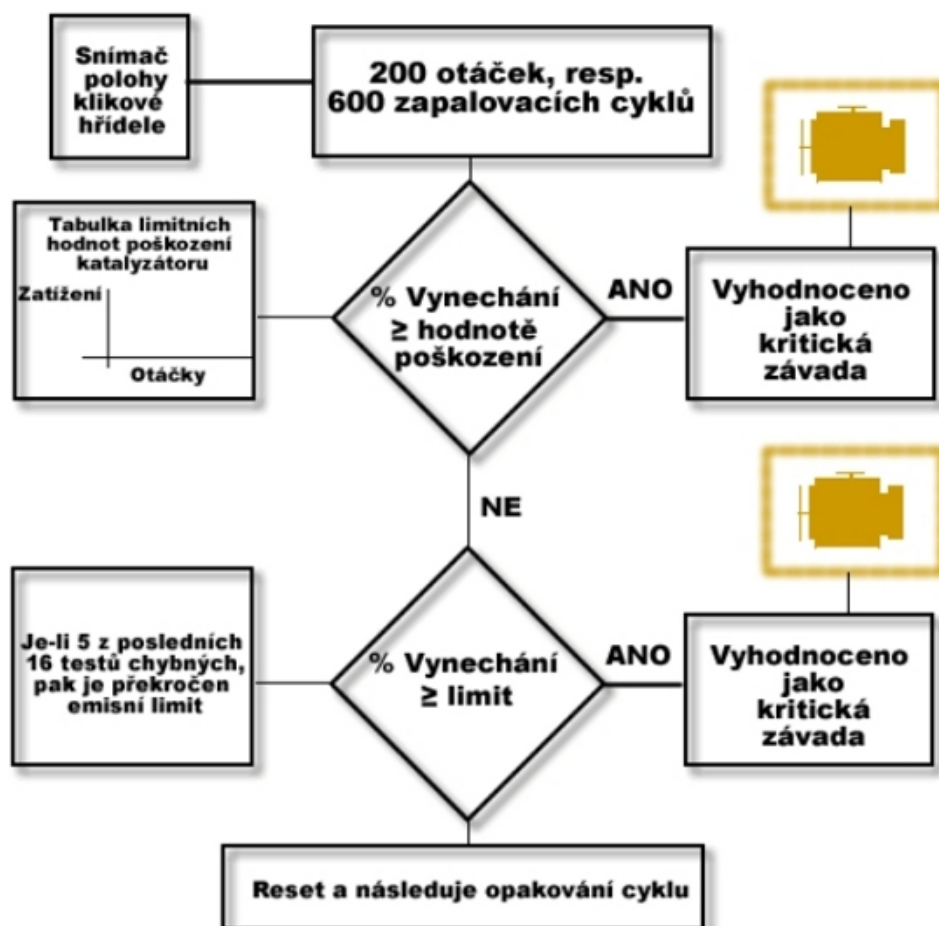 Snímač
polohy
klikové
hřídele
200 otáček, resp.
600 zapalovacích cyklů
Tabulka limitních
hodnot poškození
katalyzátoru
Zatížení
Otáčky
% Vynechání
≥ hodnotě
poškození
ANO
Vyhodnoceno
jako
kritická
závada
NE
Je-li 5 z posledních
16 testů chybných,
pak je překročen
emisní limit
% Vynechání
≥ limit
ANO
Vyhodnoceno
jako
kritická
závada
Reset a následuje opakování cyklu